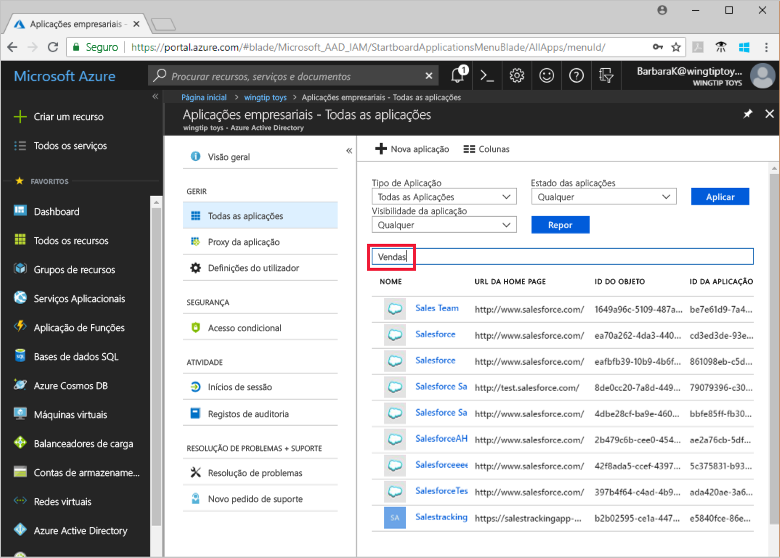 Aplicações empresariais -
Seguro
https://portal.azure.com/#blade/Microsoft_AAD_IAM/StartboardApplicationsMenuBlade/AllApps/menuId/
Microsoft Azure
Procurar recursos, serviços e documentos
1
BarbaraK@wingtiptoy...
WINGTIP TOYS
Página inicial > wingtip toys > Aplicações empresariais - Todas as aplicações
Aplicações empresariais - Todas as aplicações
wingtip toys - Azure Active Directory
Criar um recurso
Todos os serviços
FAVORITOS
Dashboard
Todos os recursos
Grupos de recursos
Serviços Aplicacionais
Aplicação de Funções
Bases de dados SQL
Azure Cosmos DB
Máquinas virtuais
Balanceadores de carga
Contas de armazename...
Redes virtuais
Azure Active Directory
Visão geral
GERIR
Todas as aplicações
Proxy da aplicação
Definições do utilizador
SEGURANÇA
Acesso condicional
ATIVIDADE
Inícios de sessão
Registos de auditoria
RESOLUÇÃO DE PROBLEMAS + SUPORTE
Resolução de problemas
Novo pedido de suporte
Nova aplicação
Colunas
Tipo de Aplicação
Todas as Aplicações
Estado das aplicações
Qualquer
Aplicar
Visibilidade da aplicação
Qualquer
Repor
Vendas
NOME URL DA HOME PAGE ID DO OBJETO ID DA APLICAÇÃO
Sales Team http://www.salesforce.com/ 1649a96c-5109-487a... be7e61d9-7a4...
Salesforce http://www.salesforce.com/ ea70a262-4da3-440... cd3ed3de-93e...
Salesforce http://www.salesforce.com/ eafbfb39-10b9-4b6f... 861098eb-c5d...
Salesforce Sa http://test.salesforce.com/ 8de0cc20-7a8d-449... 79079396-c30...
Salesforce Sa http://www.salesforce.com/ 4dbe28cf-ba9e-460... bbfe85ff-fb30...
SalesforceAH http://www.salesforce.com/ 2b479c6b-cee0-454... ae2a76cb-5df...
Salesforceeee http://www.salesforce.com/ 42f8ada5-ccef-4397... 5c375831-b93...
SalesforceTes http://www.salesforce.com/ 397b4f64-c4ad-4b9... ada420ae-3a6...
SA Salestracking https://salestrackingapp-... b2b02595-ce1a-447... e5840fce-86e...